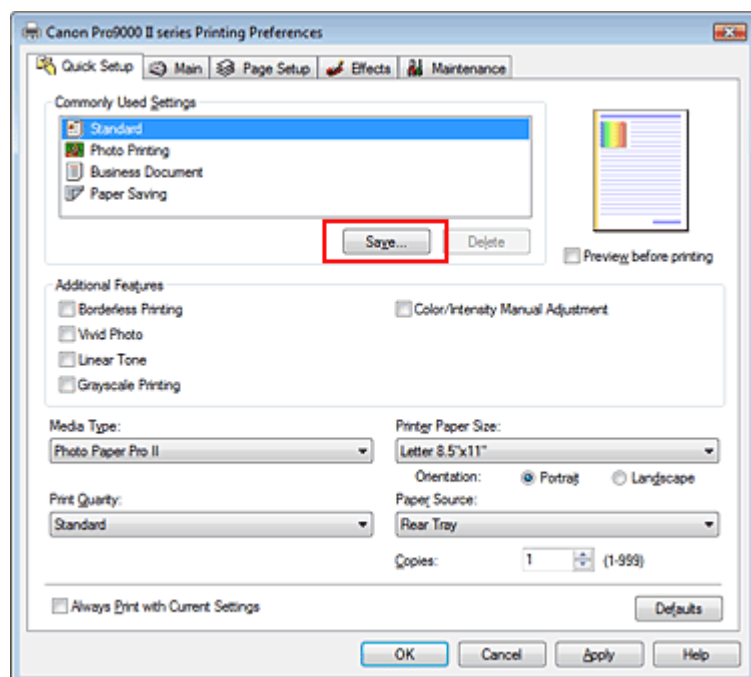 Canon Pro9000 II series Printing Preferences
Quick Setup Main Page Setup Effects Maintenance
Commonly Used Settings
Standard
Photo Printing
Business Document
Paper Saving
Save... Delete
Preview before printing
Additional Features
Borderless Printing Color/Intensity Manual Adjustment
Vivid Photo
Linear Tone
Grayscale Printing
Media Type: Printer Paper Size:
Photo Paper Pro II Letter 8.5"x11"
Orientation: Portrait Landscape
Print Quality: Paper Source:
Standard Rear Tray
Copies: 1 (1-999)
Always Print with Current Settings Defaults
OK Cancel Apply Help